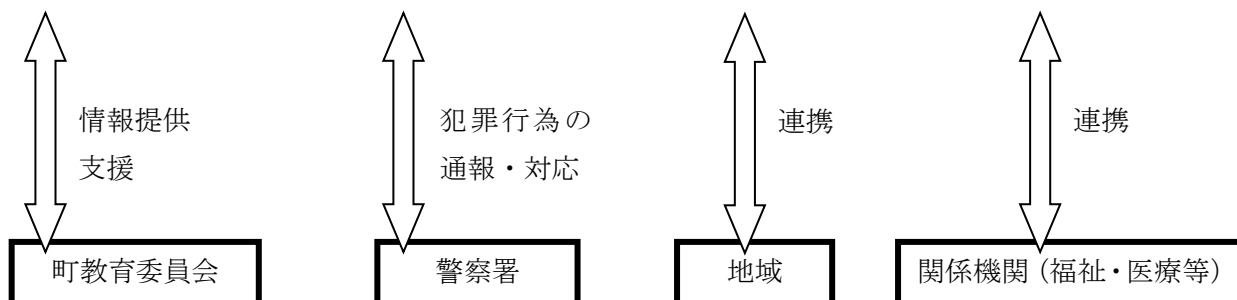 情報提供
支援
犯罪行為の
通報・対応
連携
連携
町教育委員会
警察署
地域
関係機関（福祉・医療等）